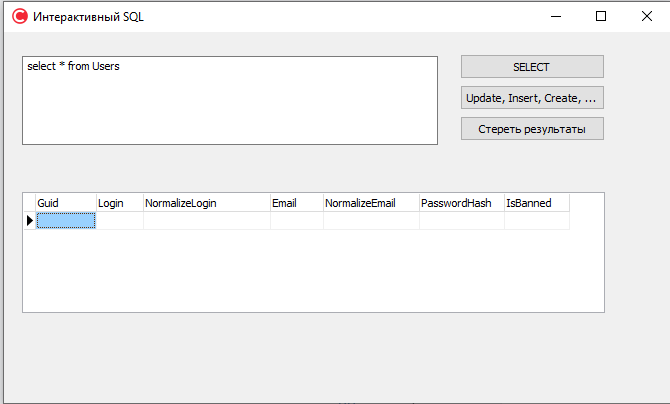 Интерактивный SQL
select * from Users
SELECT
Update, Insert, Create, ...
Стереть результаты
Guid Login NormalizeLogin Email NormalizeEmail PasswordHash IsBanned